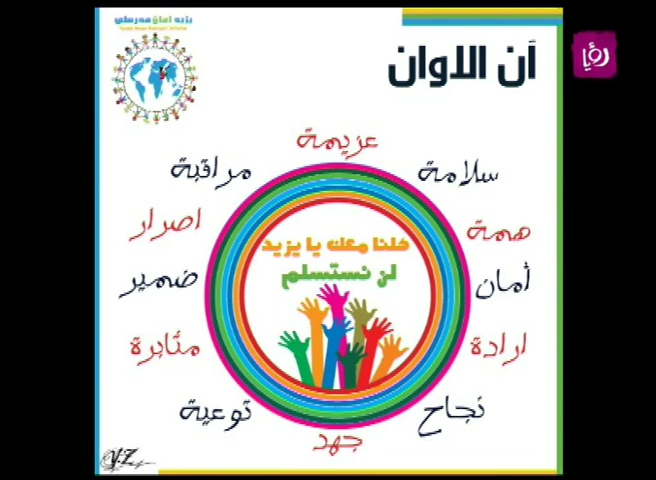 آن الاوان
رؤيا
عزيمة
سلامة
مراقبة
همة
اصرار
أمان
ضمير
ارادة
مثابرة
نجاح
توعية
جهد
كلنا معك يا يزيد
لن نستسلم
Y.Z